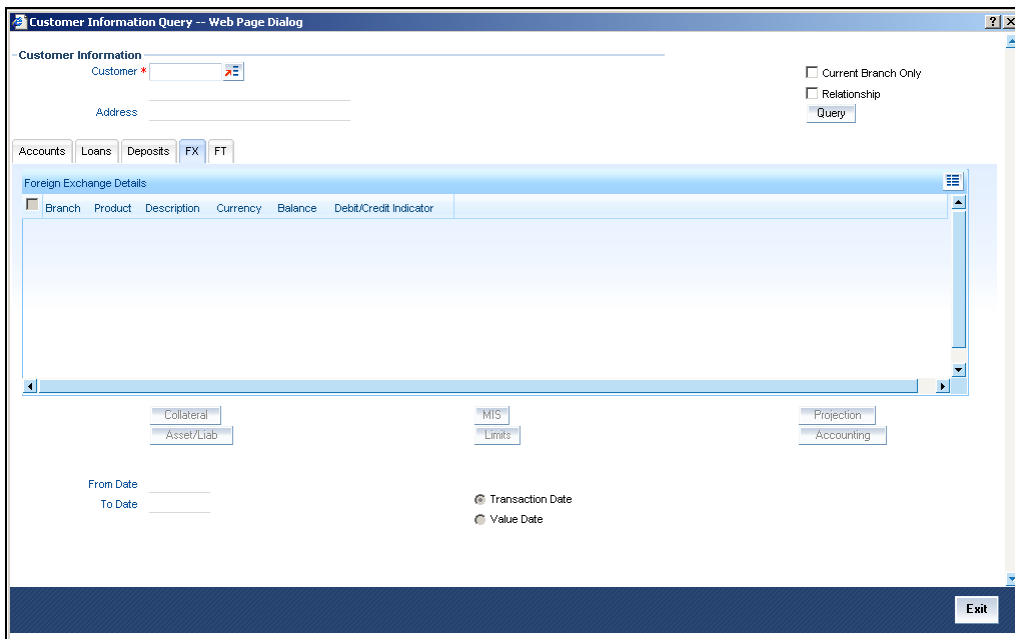 Customer Information Query -- Web Page Dialog
Customer Information
Customer *
Current Branch Only
Relationship
Address
Query
Accounts Loans Deposits FX FT
Foreign Exchange Details
Branch Product Description Currency Balance Debit/Credit Indicator
Collateral MIS Projection
Asset/Liab Limits Accounting
From Date
To Date
Transaction Date
Value Date
Exit